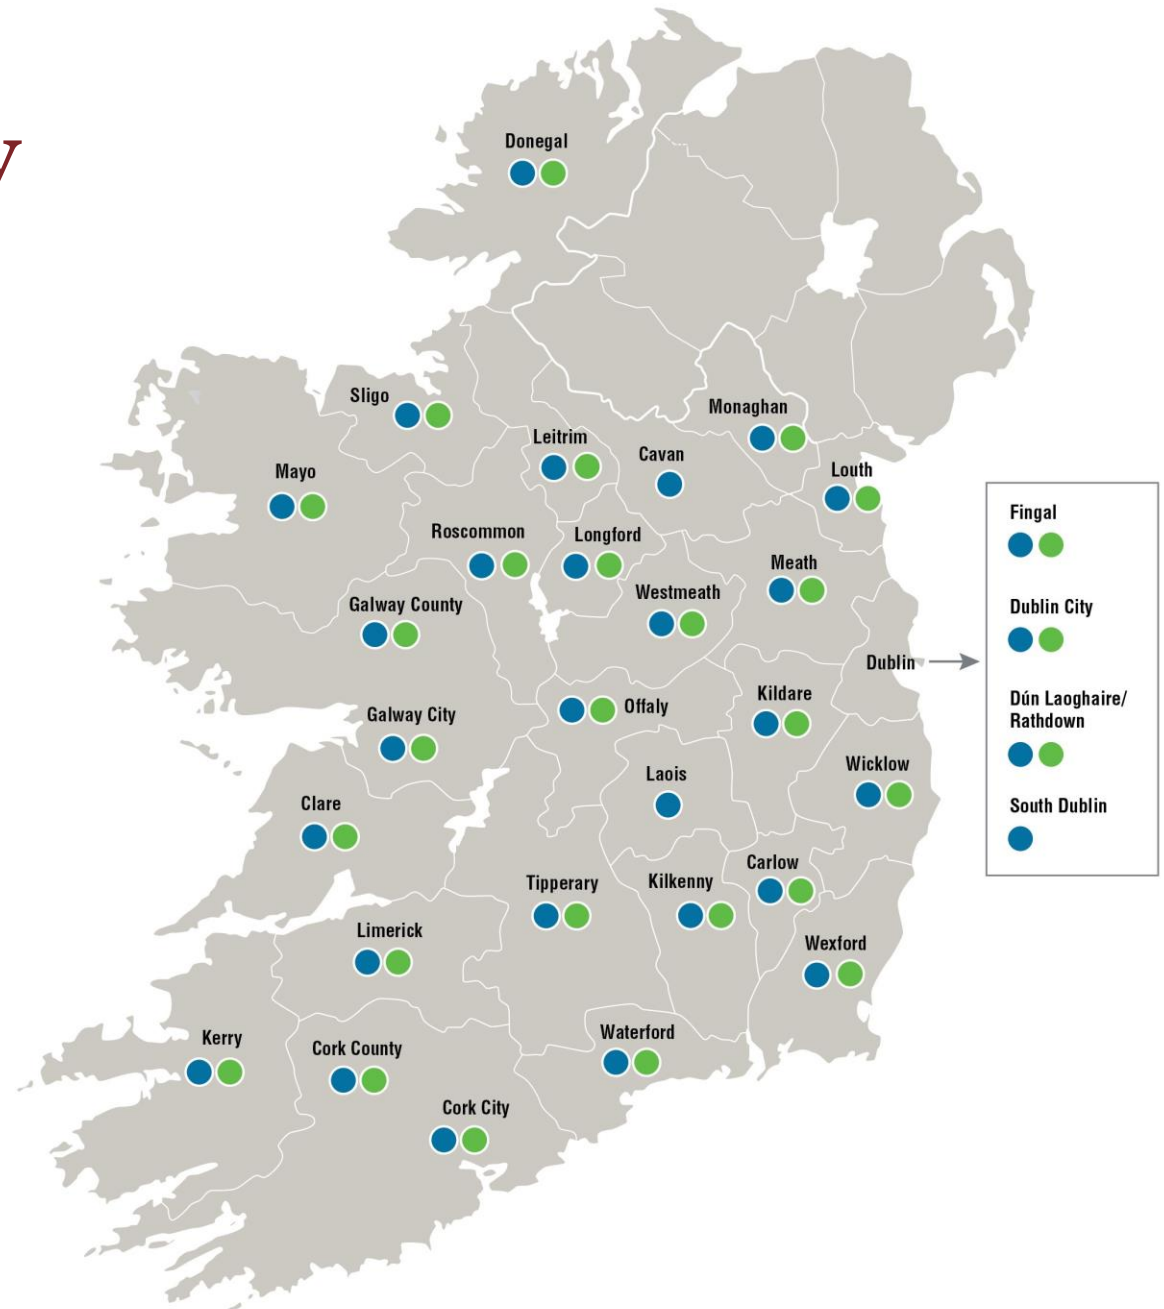 y
Donegal
Sligo
Monaghan
Leitrim
Cavan
Mayo
Louth
Roscommon
Longford
Meath
Westmeath
Galway County
Dublin
Kildare
Offaly
Galway City
Wicklow
Laois
Clare
Carlow
Tipperary
Kilkenny
Limerick
Wexford
Kerry
Cork County
Waterford
Cork City
Fingal
Dublin City
Dún Laoghaire/
Rathdown
South Dublin